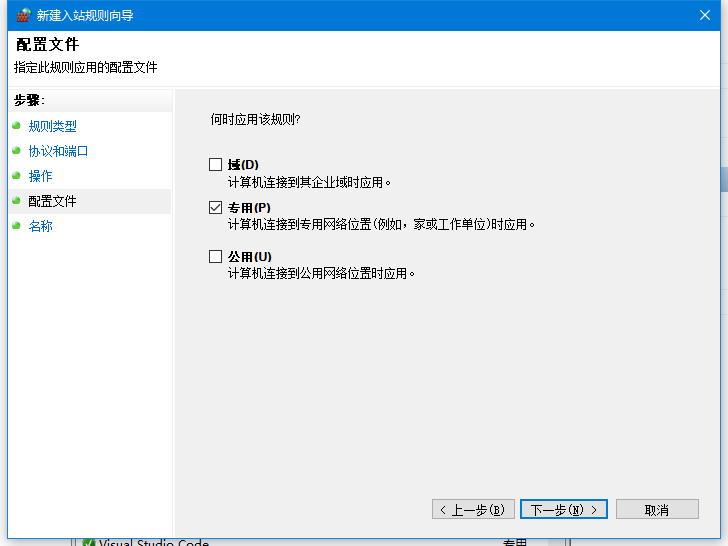 新建入站规则向导
配置文件
指定此规则应用的配置文件
步骤:
规则类型
协议和端口
操作
配置文件
名称
何时应用该规则?
域(D)
计算机连接到其企业域时应用。
专用(P)
计算机连接到专用网络位置(例如，家或工作单位)时应用。
公用(U)
计算机连接到公用网络位置时应用。
< 上一步(B)
下一步(N) >
取消
Visual Studio Code
专用